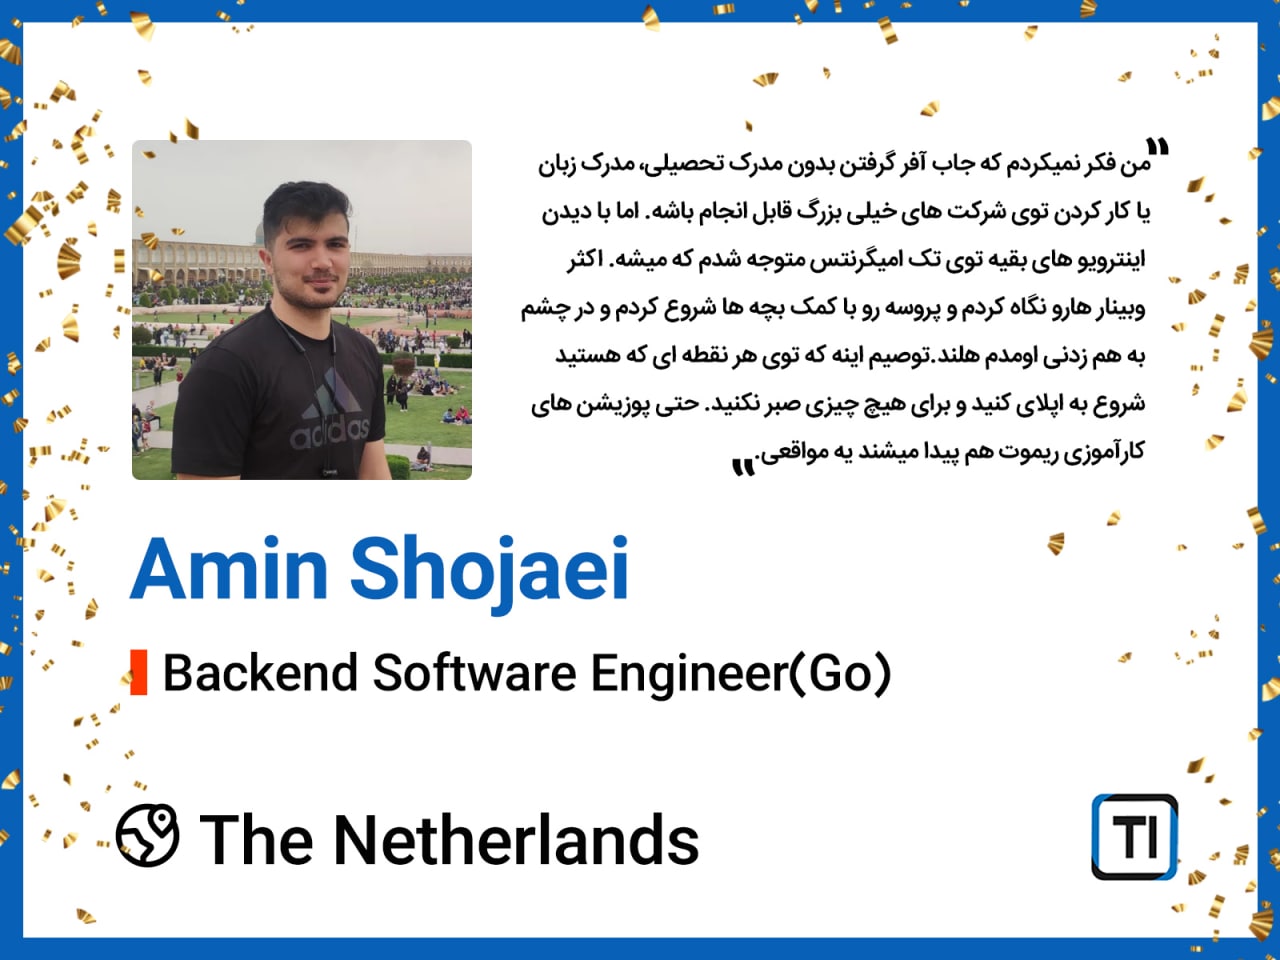 "من فکر نمیکردم که جاب آفر گرفتن بدون مدرک تحصیلی، مدرک زبان
یا کار کردن توی شرکت های خیلی بزرگ قابل انجام باشه. اما با دیدن
اینترویو های بقیه توی تک امیگرنتس متوجه شدم که میشه. اکثر
وبینار هارو نگاه کردم و پروسه رو با کمک بچه ها شروع کردم و در چشم
به هم زدنی اومدم هلند.توصیم اینه که توی هر نقطه ای که هستید
شروع به اپلای کنید و برای هیچ چیزی صبر نکنید. حتی پوزیشن های
کارآموزی ریموت هم پیدا میشند یه مواقعی."
adidas
Amin Shojaei
Backend Software Engineer(Go)
The Netherlands
TI